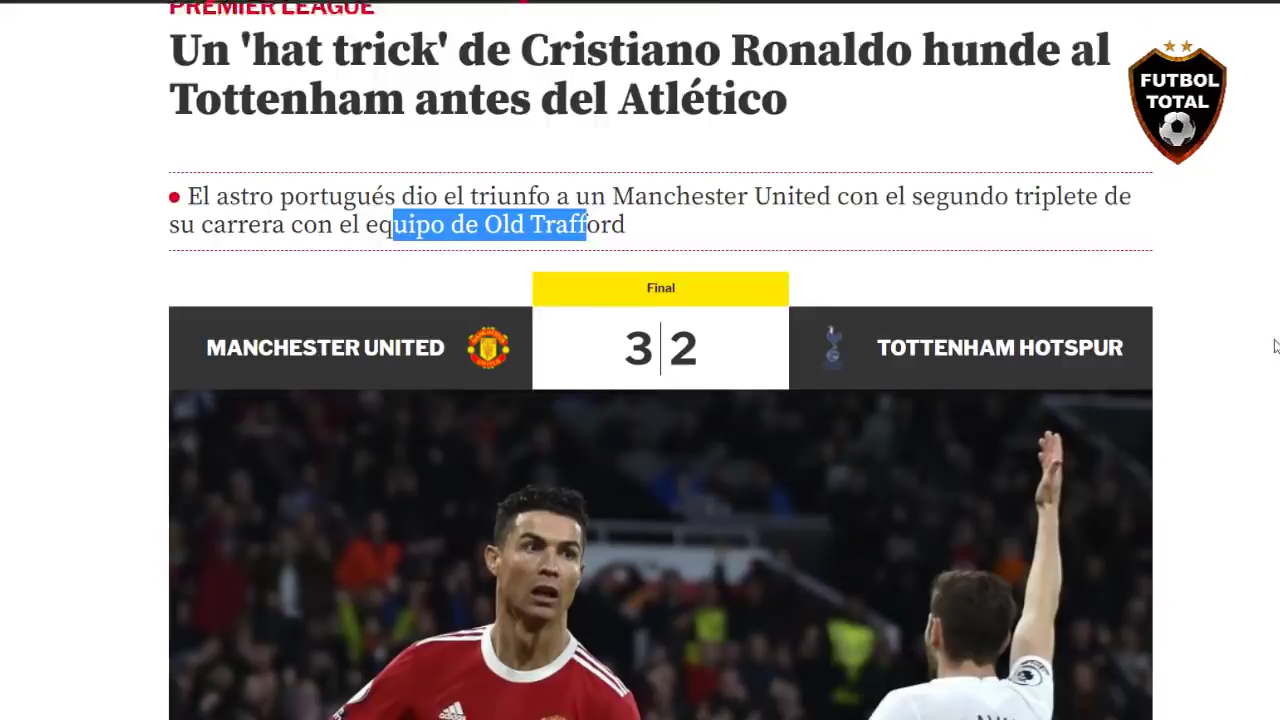 PREMIER LEAGUE
Un 'hat trick' de Cristiano Ronaldo hunde al
Tottenham antes del Atlético
FUTBOL
TOTAL
El astro portugués dio el triunfo a un Manchester United con el segundo triplete de
su carrera con el equipo de Old Trafford
Final
MANCHESTER UNITED
3 2
TOTTENHAM HOTSPUR